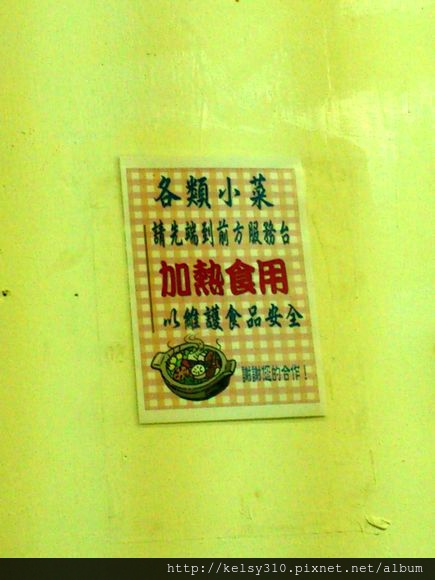 各類小菜
請先端到前方服務台
加熱食用
以維護食品安全
謝謝您的合作！
http://kelsy310.pixnet.net/album